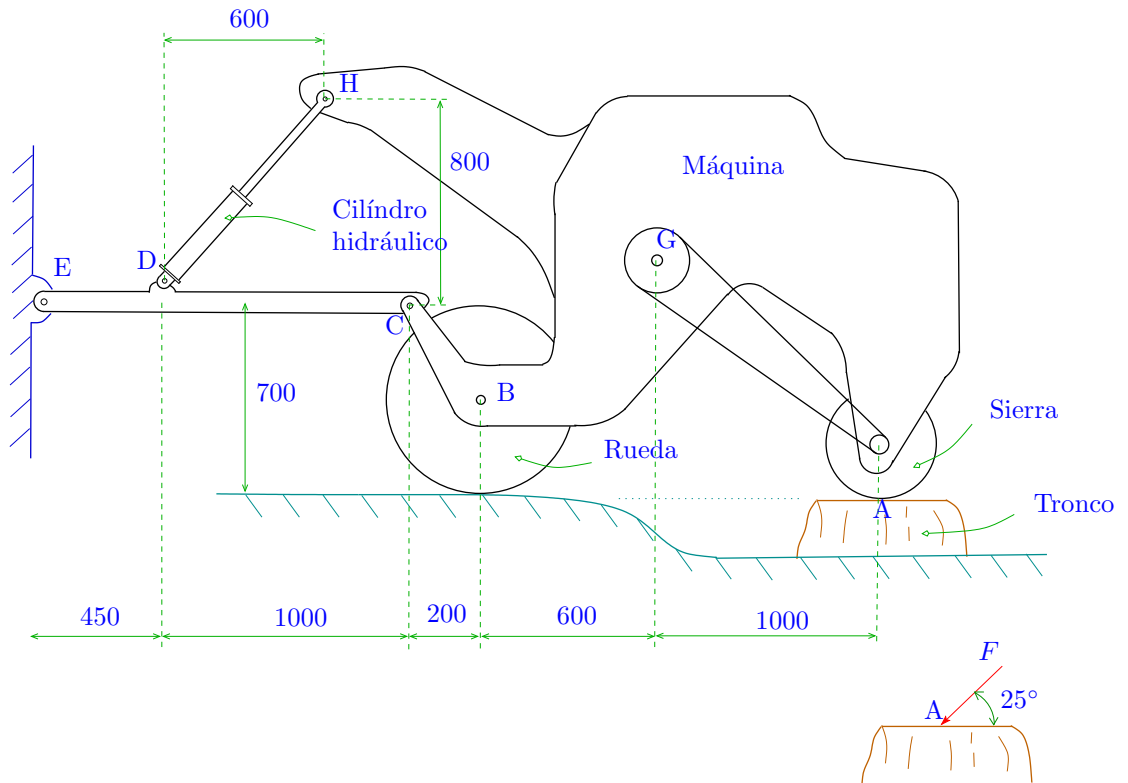 600
H
800
Máquina
Cilíndro
hidráulico
G
D
E
C
700
B
Sierra
Rueda
A
Tronco
450
1000
200
600
1000
F
25°
A